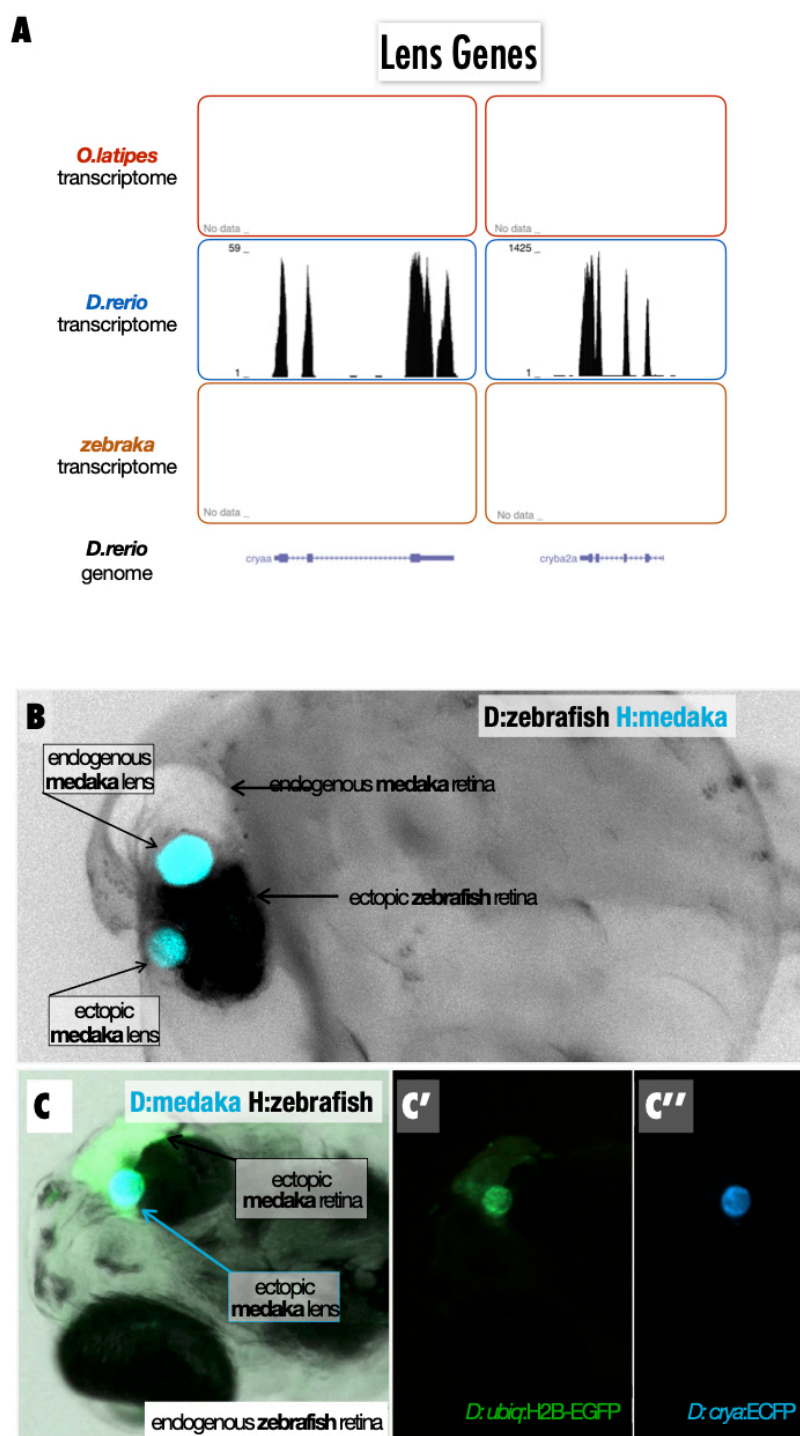 A
Lens Genes
O.latipes
transcriptome
No data _
No data _
59 _
1425 _
D.rerio
transcriptome
1 _
1 _
zebraka
transcriptome
No data _
No data _
D.rerio
genome
cryaa
cryba2a
B
D:zebrafish H:medaka
endogenous
medaka lens
endogenous medaka retina
ectopic zebrafish retina
ectopic
medaka lens
C
D:medaka H:zebrafish
C'
C''
ectopic
medaka retina
ectopic
medaka lens
endogenous zebrafish retina
D: ubiq:H2B-EGFP
D: crya:ECFP